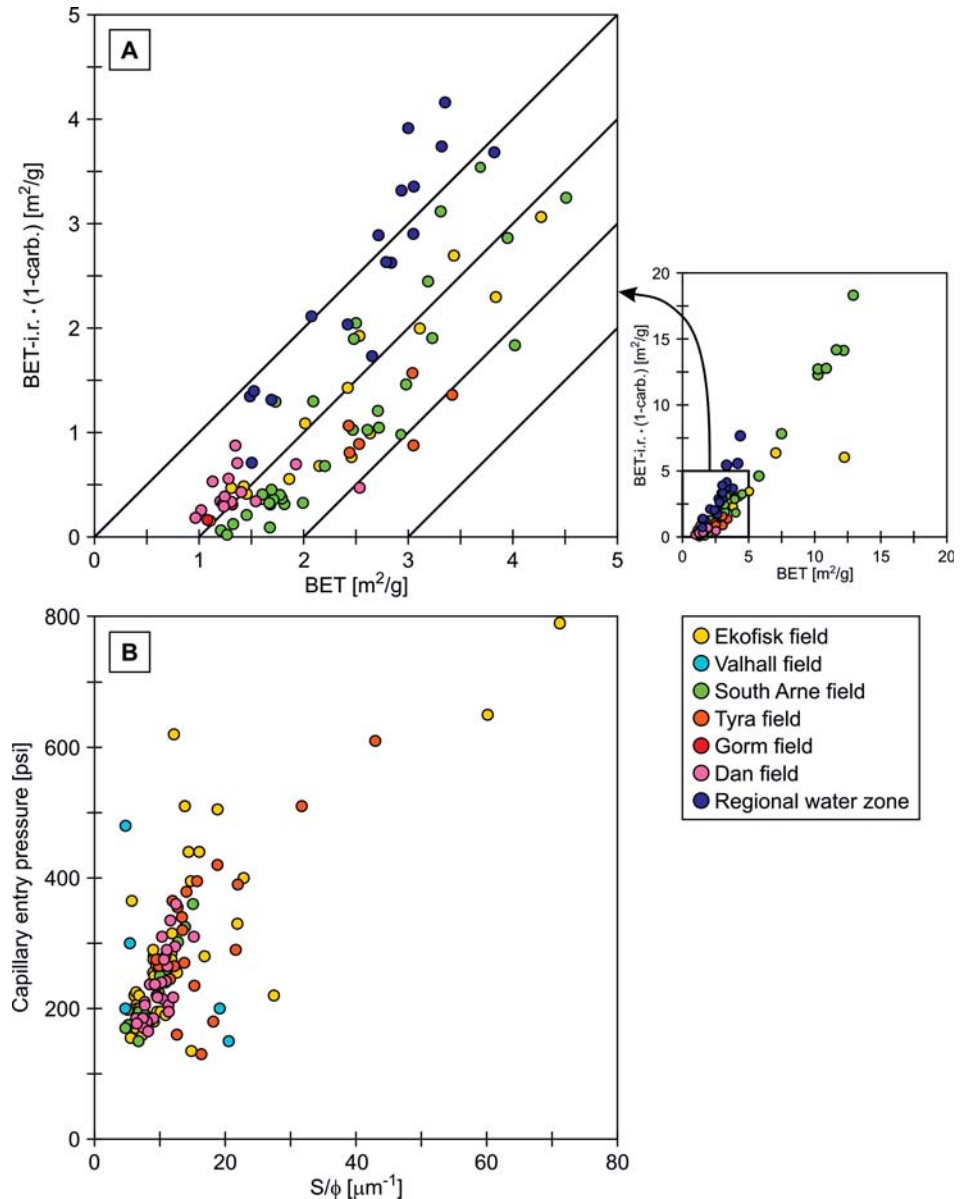 A
5
4
3
2
1
0
BET-i.r. · (1-carb.) [m²/g]
0 1 2 3 4 5
BET [m²/g]
20
15
10
5
0
BET-i.r. · (1-carb.) [m²/g]
0 5 10 15 20
BET [m²/g]
B
800
600
400
200
0
Capillary entry pressure [psi]
0 20 40 60 80
S/ϕ [µm⁻¹]
Ekofisk field
Valhall field
South Arne field
Tyra field
Gorm field
Dan field
Regional water zone